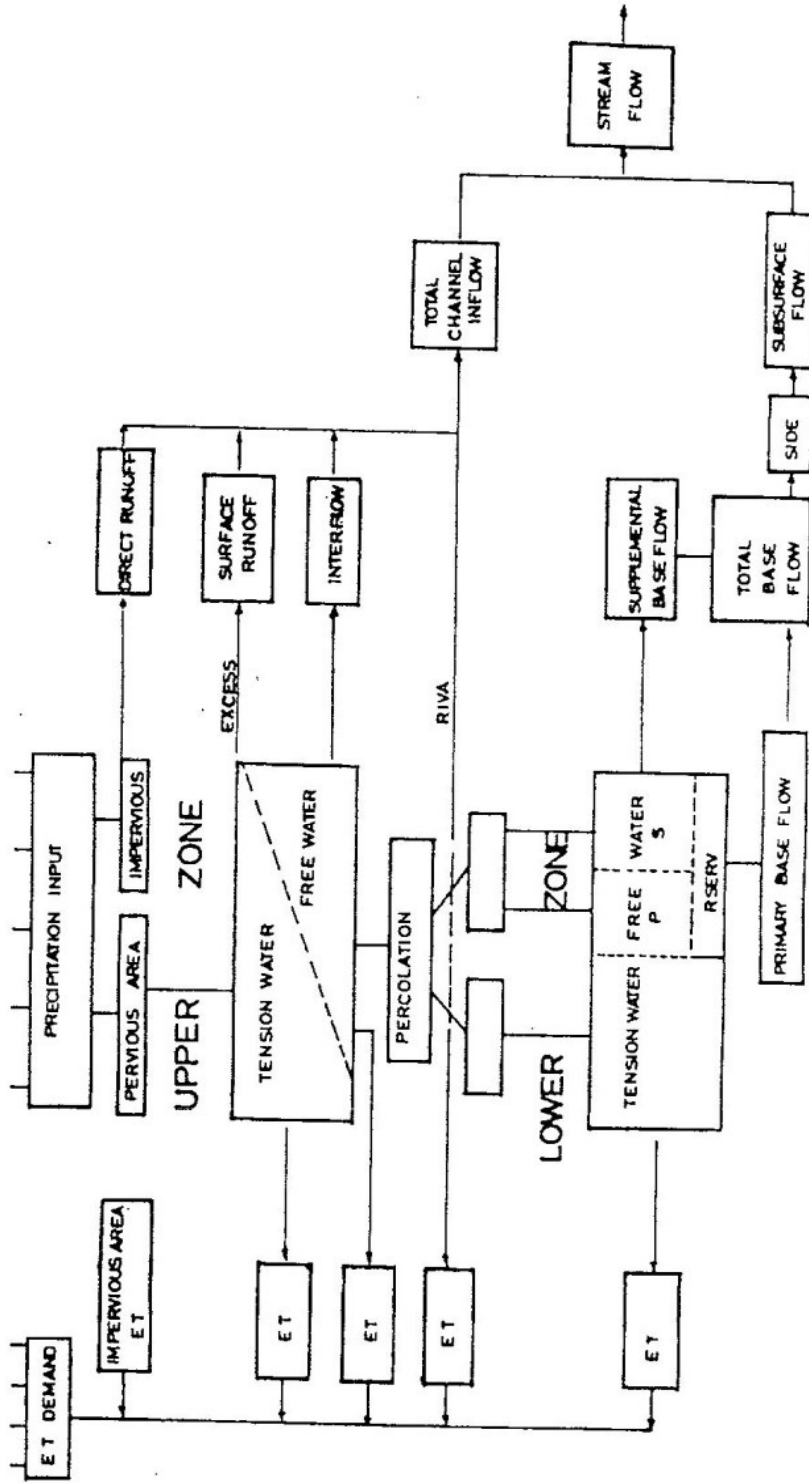 ET DEMAND
IMPERVIOUS AREA
ET
ET
ET
ET
ET
PRECIPITATION INPUT
PERVIOUS AREA
IMPERVIOUS
UPPER ZONE
TENSION WATER
FREE WATER
EXCESS
DIRECT RUNOFF
SURFACE
RUNOFF
INTERFLOW
PERCOLATION
RIVA
LOWER ZONE
TENSION WATER
FREE WATER
P S
RSERV
PRIMARY BASE FLOW
SUPPLEMENTAL
BASE FLOW
TOTAL
BASE
FLOW
SIDE
SUBSURFACE
FLOW
TOTAL
CHANNEL
INFLOW
STREAM
FLOW